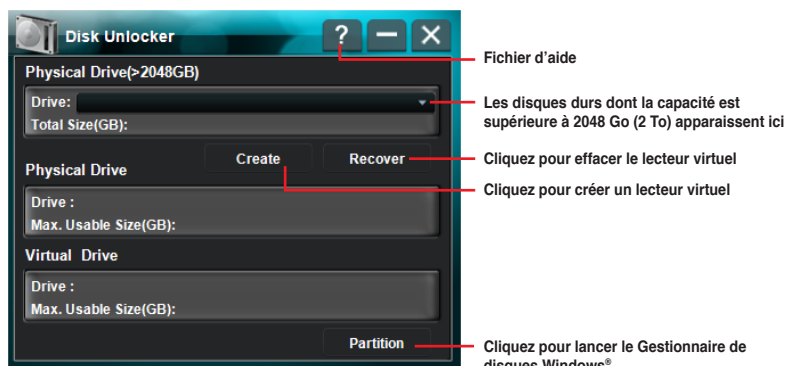 Disk Unlocker
?
Physical Drive(>2048GB)
Drive:
Total Size(GB):
Create
Recover
Physical Drive
Drive :
Max. Usable Size(GB):
Virtual Drive
Drive :
Max. Usable Size(GB):
Partition
Fichier d’aide
Les disques durs dont la capacité est
supérieure à 2048 Go (2 To) apparaissent ici
Cliquez pour effacer le lecteur virtuel
Cliquez pour créer un lecteur virtuel
Cliquez pour lancer le Gestionnaire de
disques Windows®